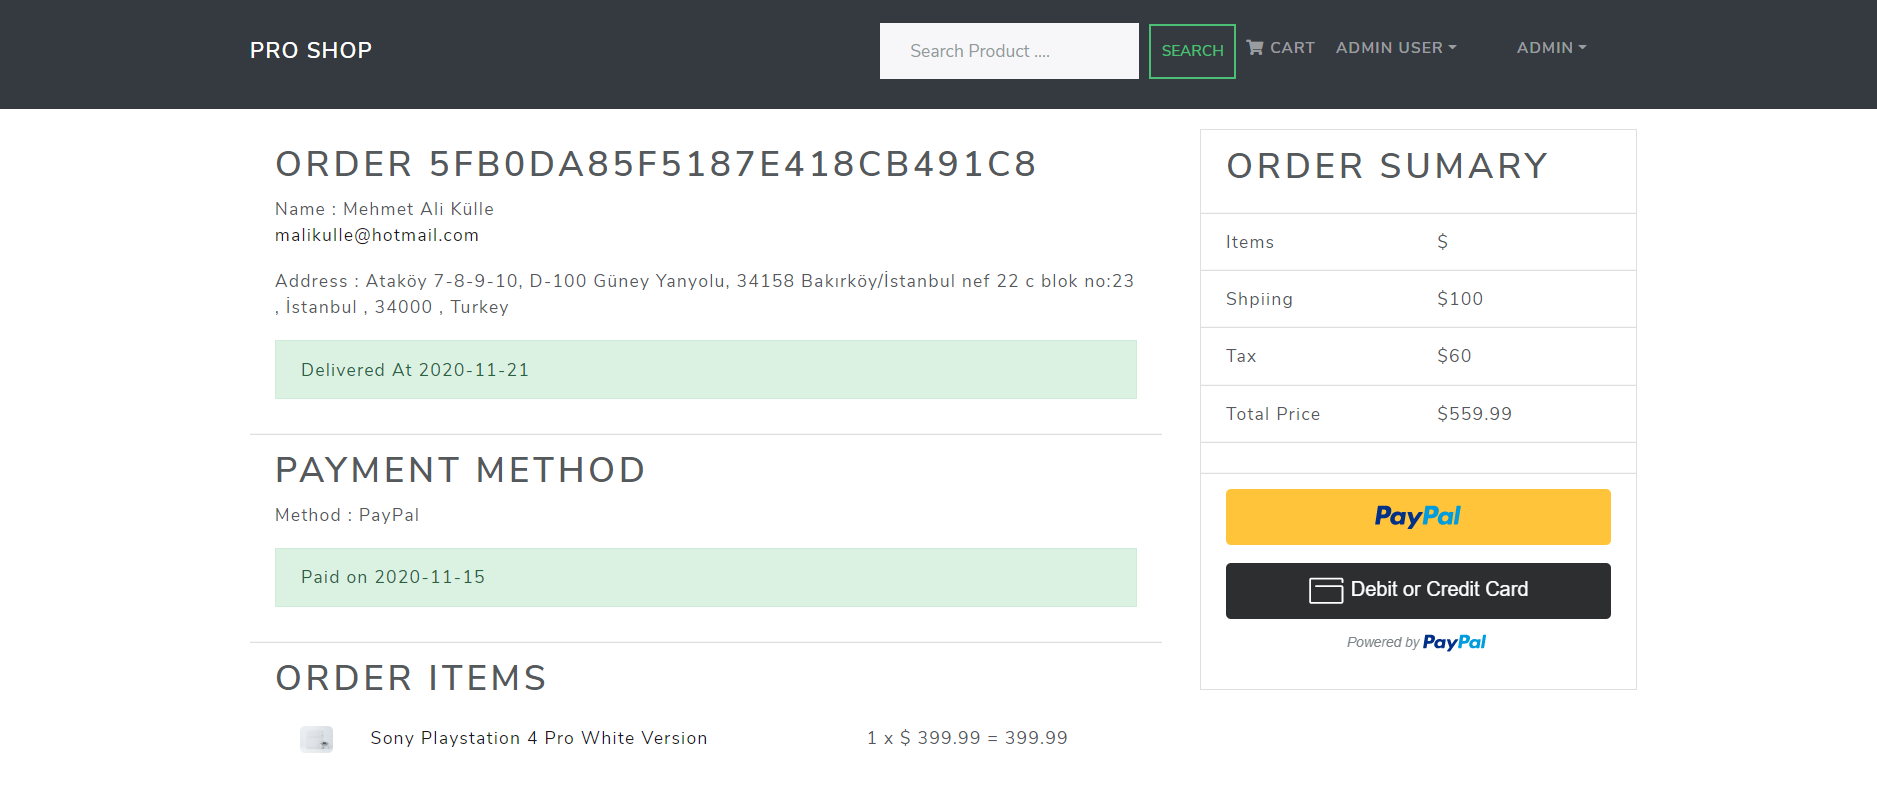 PRO SHOP
Search Product ....
SEARCH
CART
ADMIN USER
ADMIN
ORDER 5FB0DA85F5187E418CB491C8
Name : Mehmet Ali Külle
malikulle@hotmail.com
Address : Ataköy 7-8-9-10, D-100 Güney Yanyolu, 34158 Bakırköy/İstanbul nef 22 c blok no:23
, İstanbul , 34000 , Turkey
Delivered At 2020-11-21
PAYMENT METHOD
Method : PayPal
Paid on 2020-11-15
ORDER ITEMS
Sony Playstation 4 Pro White Version
1 x $ 399.99 = 399.99
ORDER SUMARY
Items $
Shpiing $100
Tax $60
Total Price $559.99
PayPal
Debit or Credit Card
Powered by PayPal